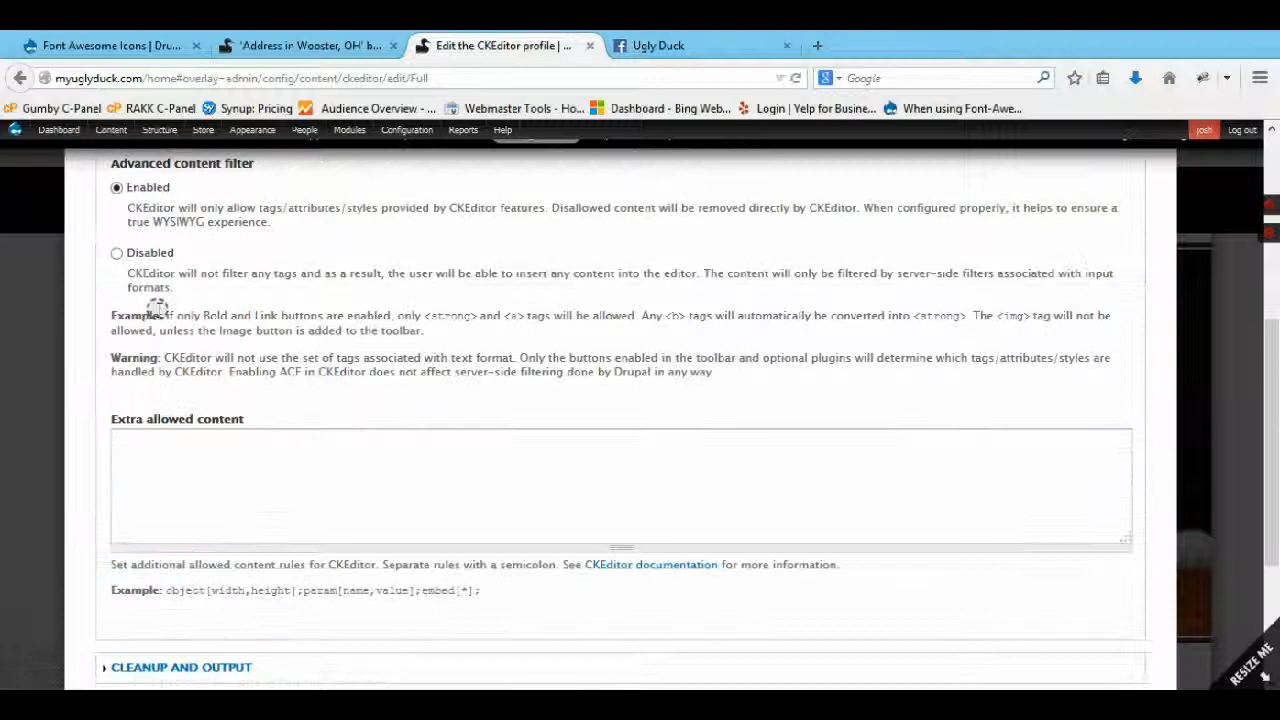 Font Awesome Icons | Dru...
'Address in Wooster, OH' b...
Edit the CKEditor profile | ...
Ugly Duck
myuglyduck.com/home#overlay-admin/config/content/ckeditor/edit/Full
Google
Gumby C-Panel
RAKK C-Panel
Synup: Pricing
Audience Overview - ...
Webmaster Tools - Ho...
Dashboard - Bing Web...
Login | Yelp for Busine...
When using Font-Awe...
Dashboard Content Structure Store Appearance People Modules Configuration Reports Help
josh Log out
Advanced content filter
Enabled
CKEditor will only allow tags/attributes/styles provided by CKEditor features. Disallowed content will be removed directly by CKEditor. When configured properly, it helps to ensure a
true WYSIWYG experience.
Disabled
CKEditor will not filter any tags and as a result, the user will be able to insert any content into the editor. The content will only be filtered by server-side filters associated with input
formats.
Example: If only Bold and Link buttons are enabled, only <strong> and <a> tags will be allowed. Any <b> tags will automatically be converted into <strong>. The <img> tag will not be
allowed, unless the Image button is added to the toolbar.
Warning: CKEditor will not use the set of tags associated with text format. Only the buttons enabled in the toolbar and optional plugins will determine which tags/attributes/styles are
handled by CKEditor. Enabling ACF in CKEditor does not affect server-side filtering done by Drupal in any way
Extra allowed content
Set additional allowed content rules for CKEditor. Separate rules with a semicolon. See CKEditor documentation for more information.
Example: object[width,height];param[name,value];embed[*];
CLEANUP AND OUTPUT
RESIZE ME